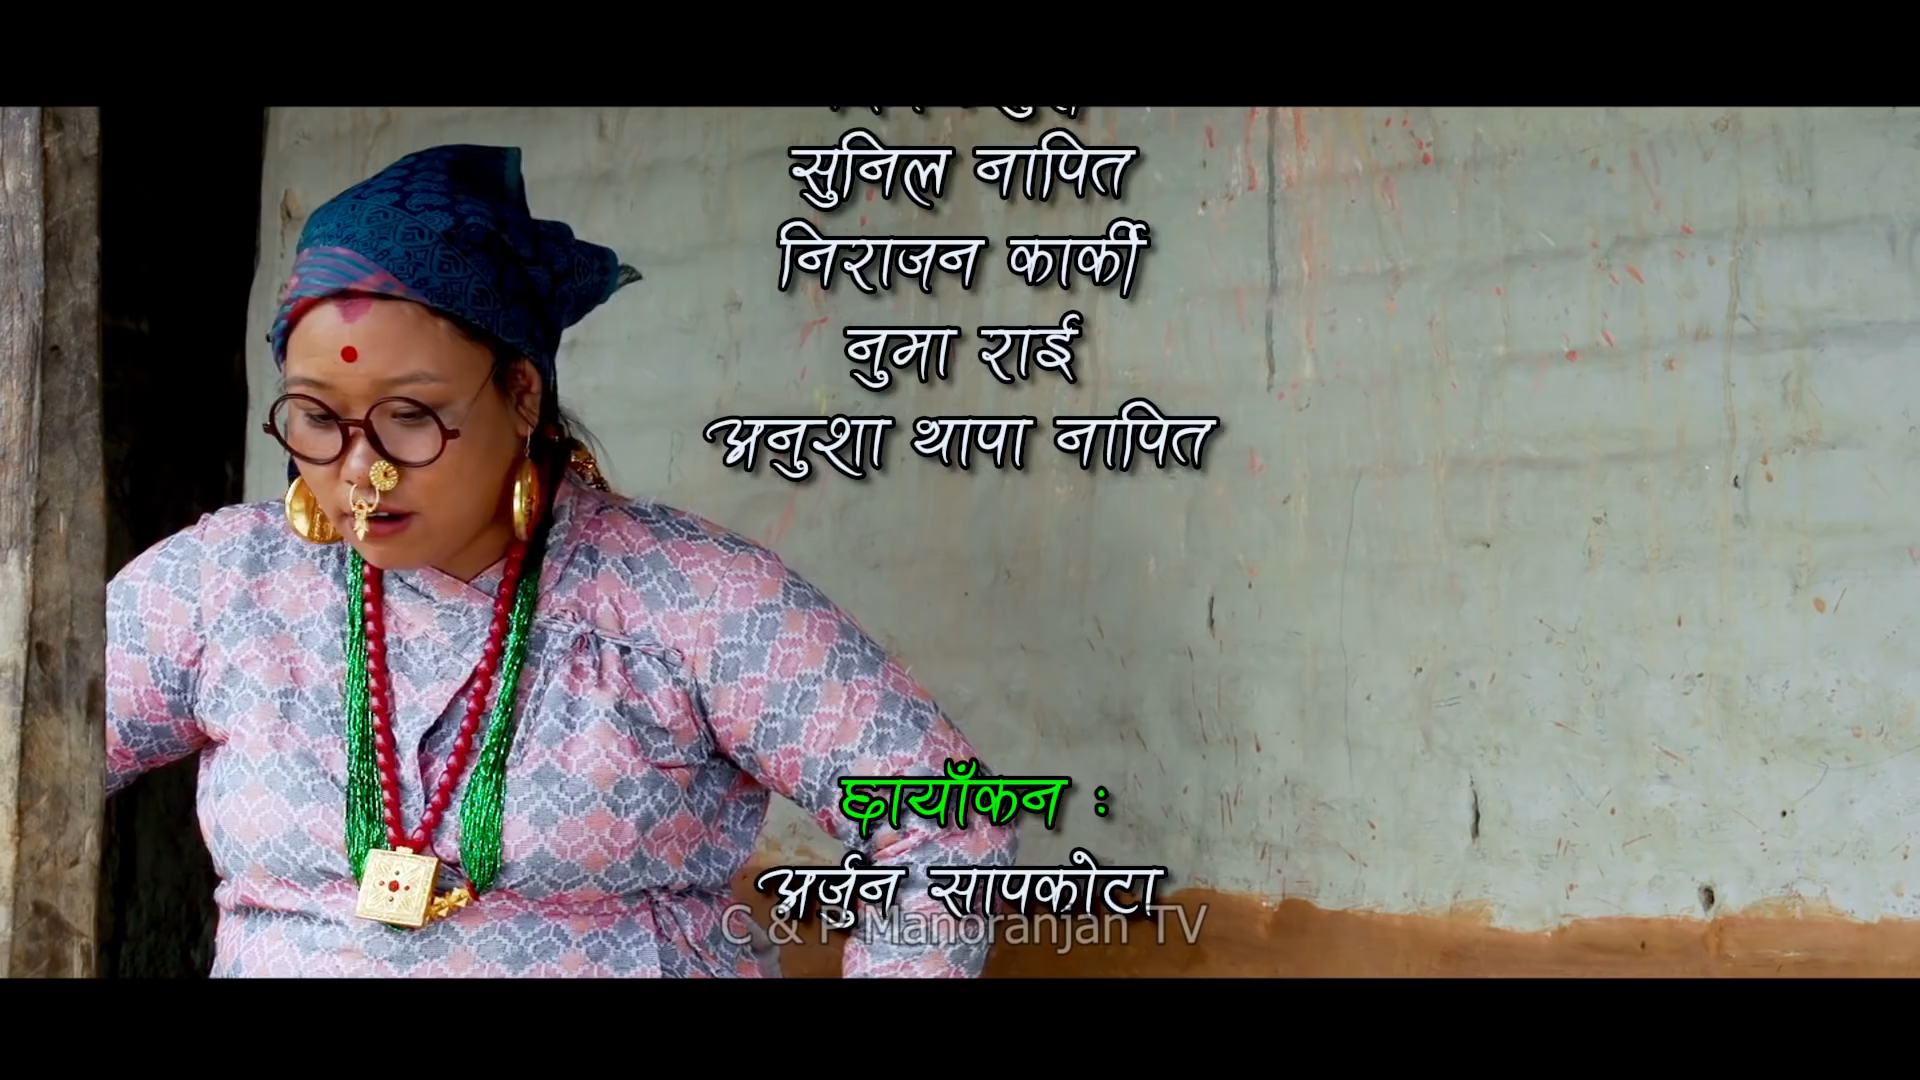 सुनिल नापित
निराजन कार्की
नुमा राई
अनुशा थापा नापित
छायाँकन :
अर्जुन सापकोटा
C & P Manoranjan TV